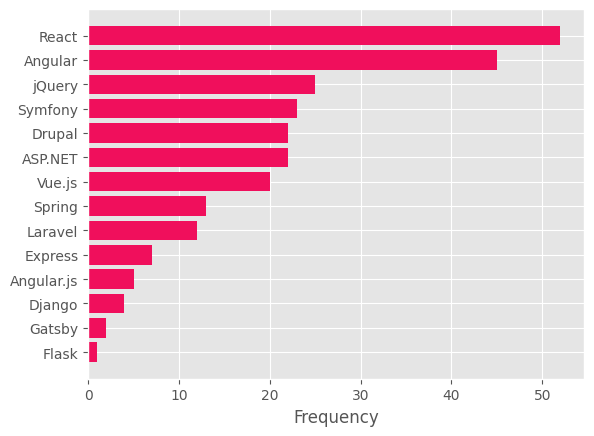 React
Angular
jQuery
Symfony
Drupal
ASP.NET
Vue.js
Spring
Laravel
Express
Angular.js
Django
Gatsby
Flask
0 10 20 30 40 50
Frequency